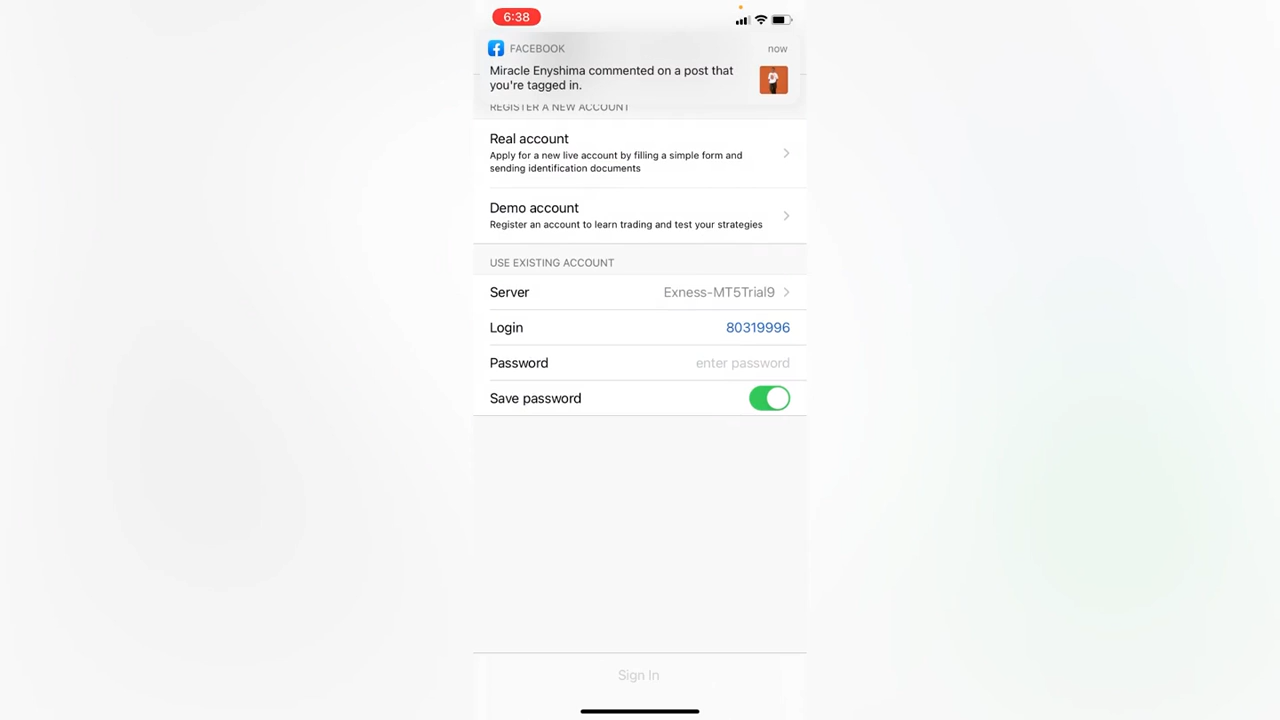 6:38
FACEBOOK
now
Miracle Enyshima commented on a post that
you're tagged in.
REGISTER A NEW ACCOUNT
Real account
Apply for a new live account by filling a simple form and
sending identification documents
Demo account
Register an account to learn trading and test your strategies
USE EXISTING ACCOUNT
Server Exness-MT5Trial9
Login 80319996
Password enter password
Save password
Sign In